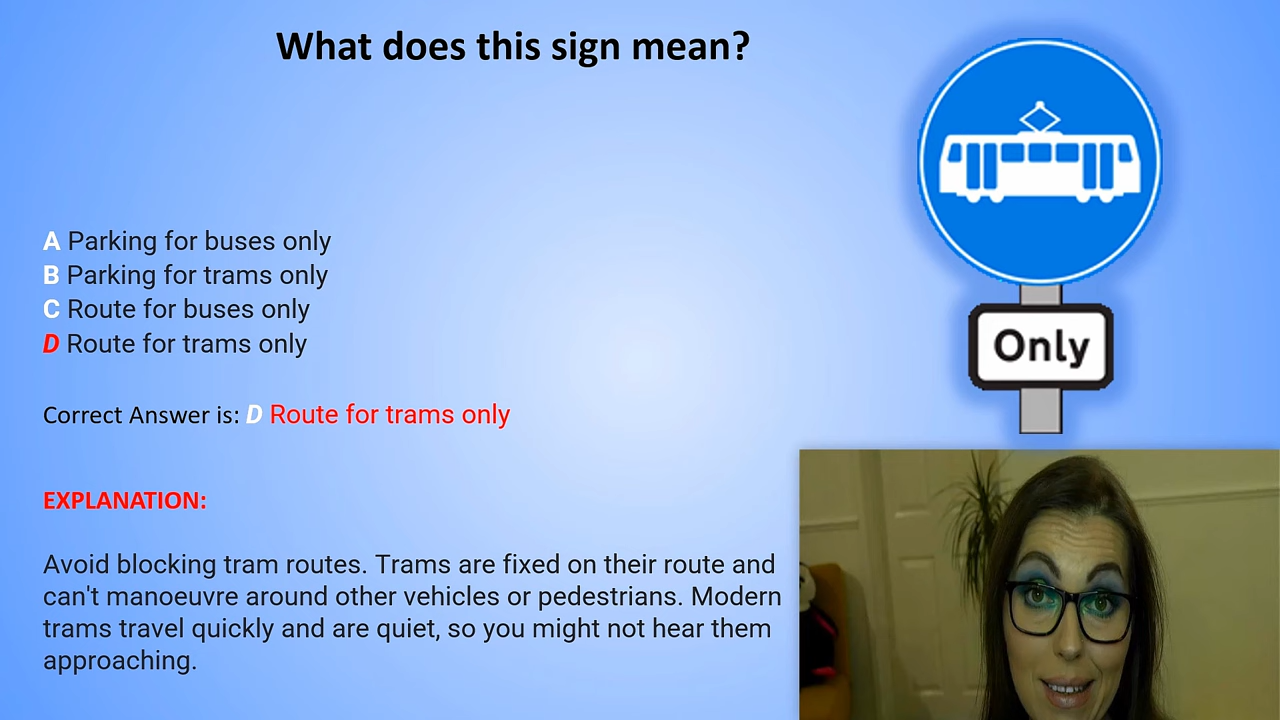 What does this sign mean?
A Parking for buses only
B Parking for trams only
C Route for buses only
D Route for trams only
Only
Correct Answer is: D Route for trams only
EXPLANATION:
Avoid blocking tram routes. Trams are fixed on their route and
can't manoeuvre around other vehicles or pedestrians. Modern
trams travel quickly and are quiet, so you might not hear them
approaching.